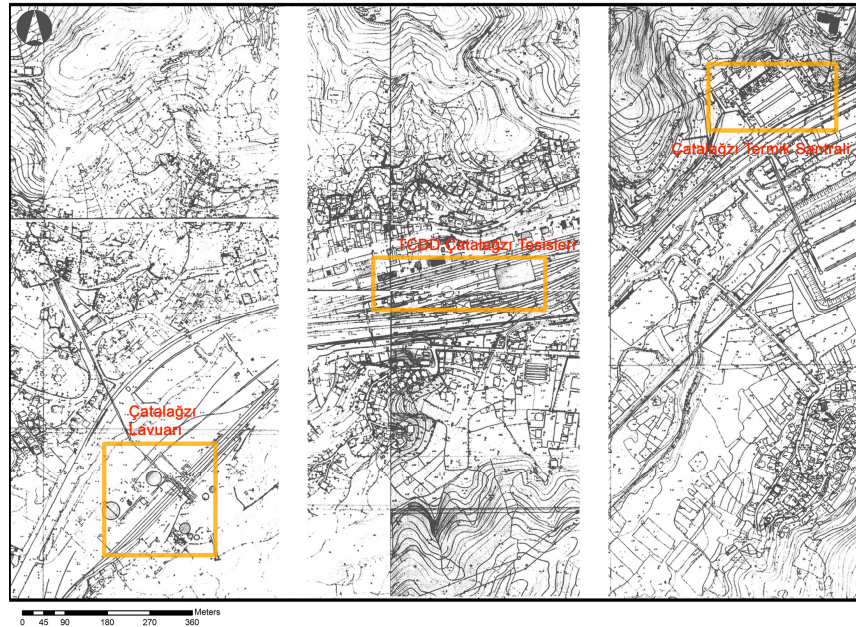 Çatalağzı Termik Santrali
TCDD Çatalağzı Tesisleri
Çatalağzı
Lavuarı
Meters
0 45 90 180 270 360